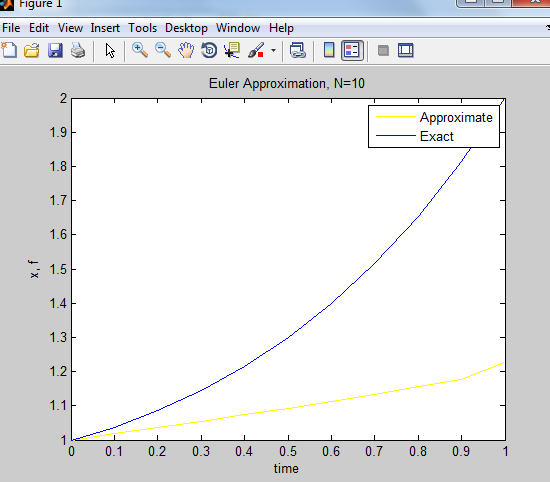 Figure 1
File Edit View Insert Tools Desktop Window Help
Euler Approximation, N=10
Approximate
Exact
2
1.9
1.8
1.7
1.6
1.5
1.4
1.3
1.2
1.1
1
x, f
0 0.1 0.2 0.3 0.4 0.5 0.6 0.7 0.8 0.9 1
time